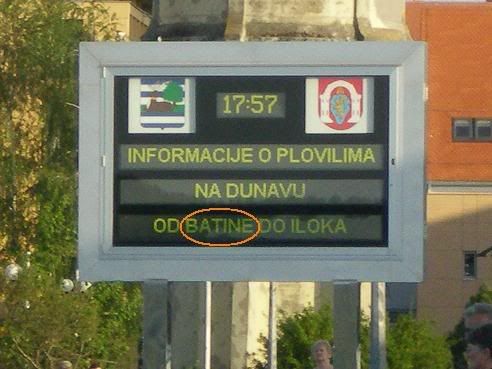 17:57
INFORMACIJE O PLOVILIMA
NA DUNAVU
OD BATINE DO ILOKA